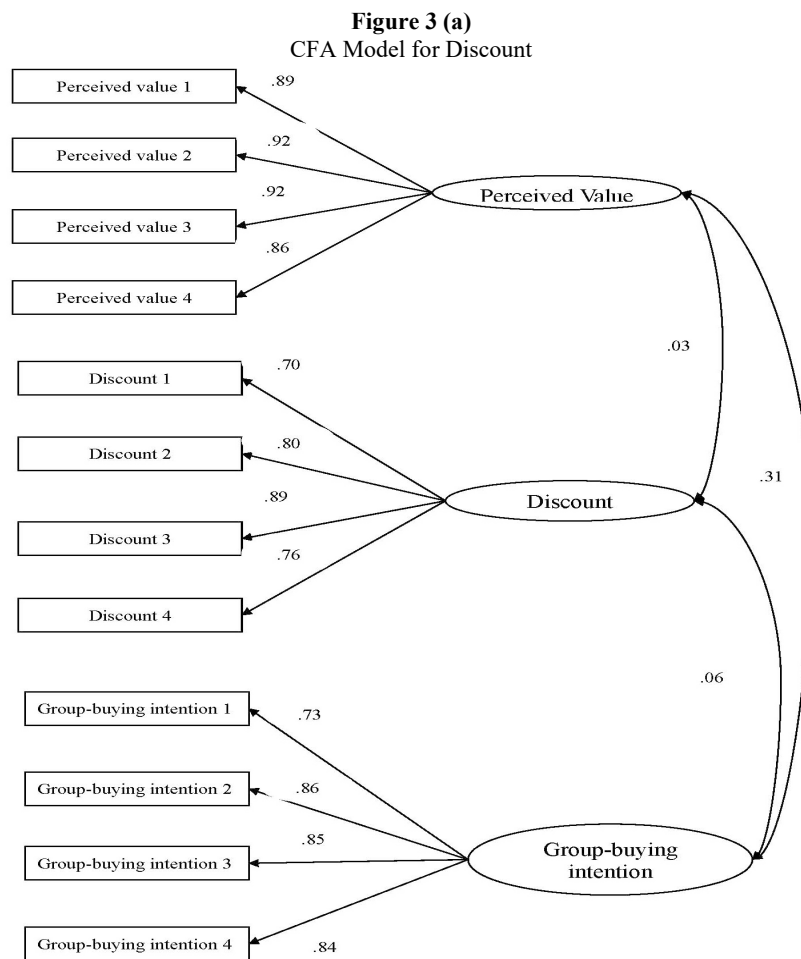 Figure 3 (a)
CFA Model for Discount
.89
Perceived value 1
.92
Perceived value 2
Perceived Value
.92
Perceived value 3
.86
Perceived value 4
.03
.70
Discount 1
.80
Discount 2
.31
.89
Discount
Discount 3
.76
Discount 4
.06
Group-buying intention 1
.73
Group-buying intention 2
.86
.85
Group-buying
intention
Group-buying intention 3
Group-buying intention 4
.84